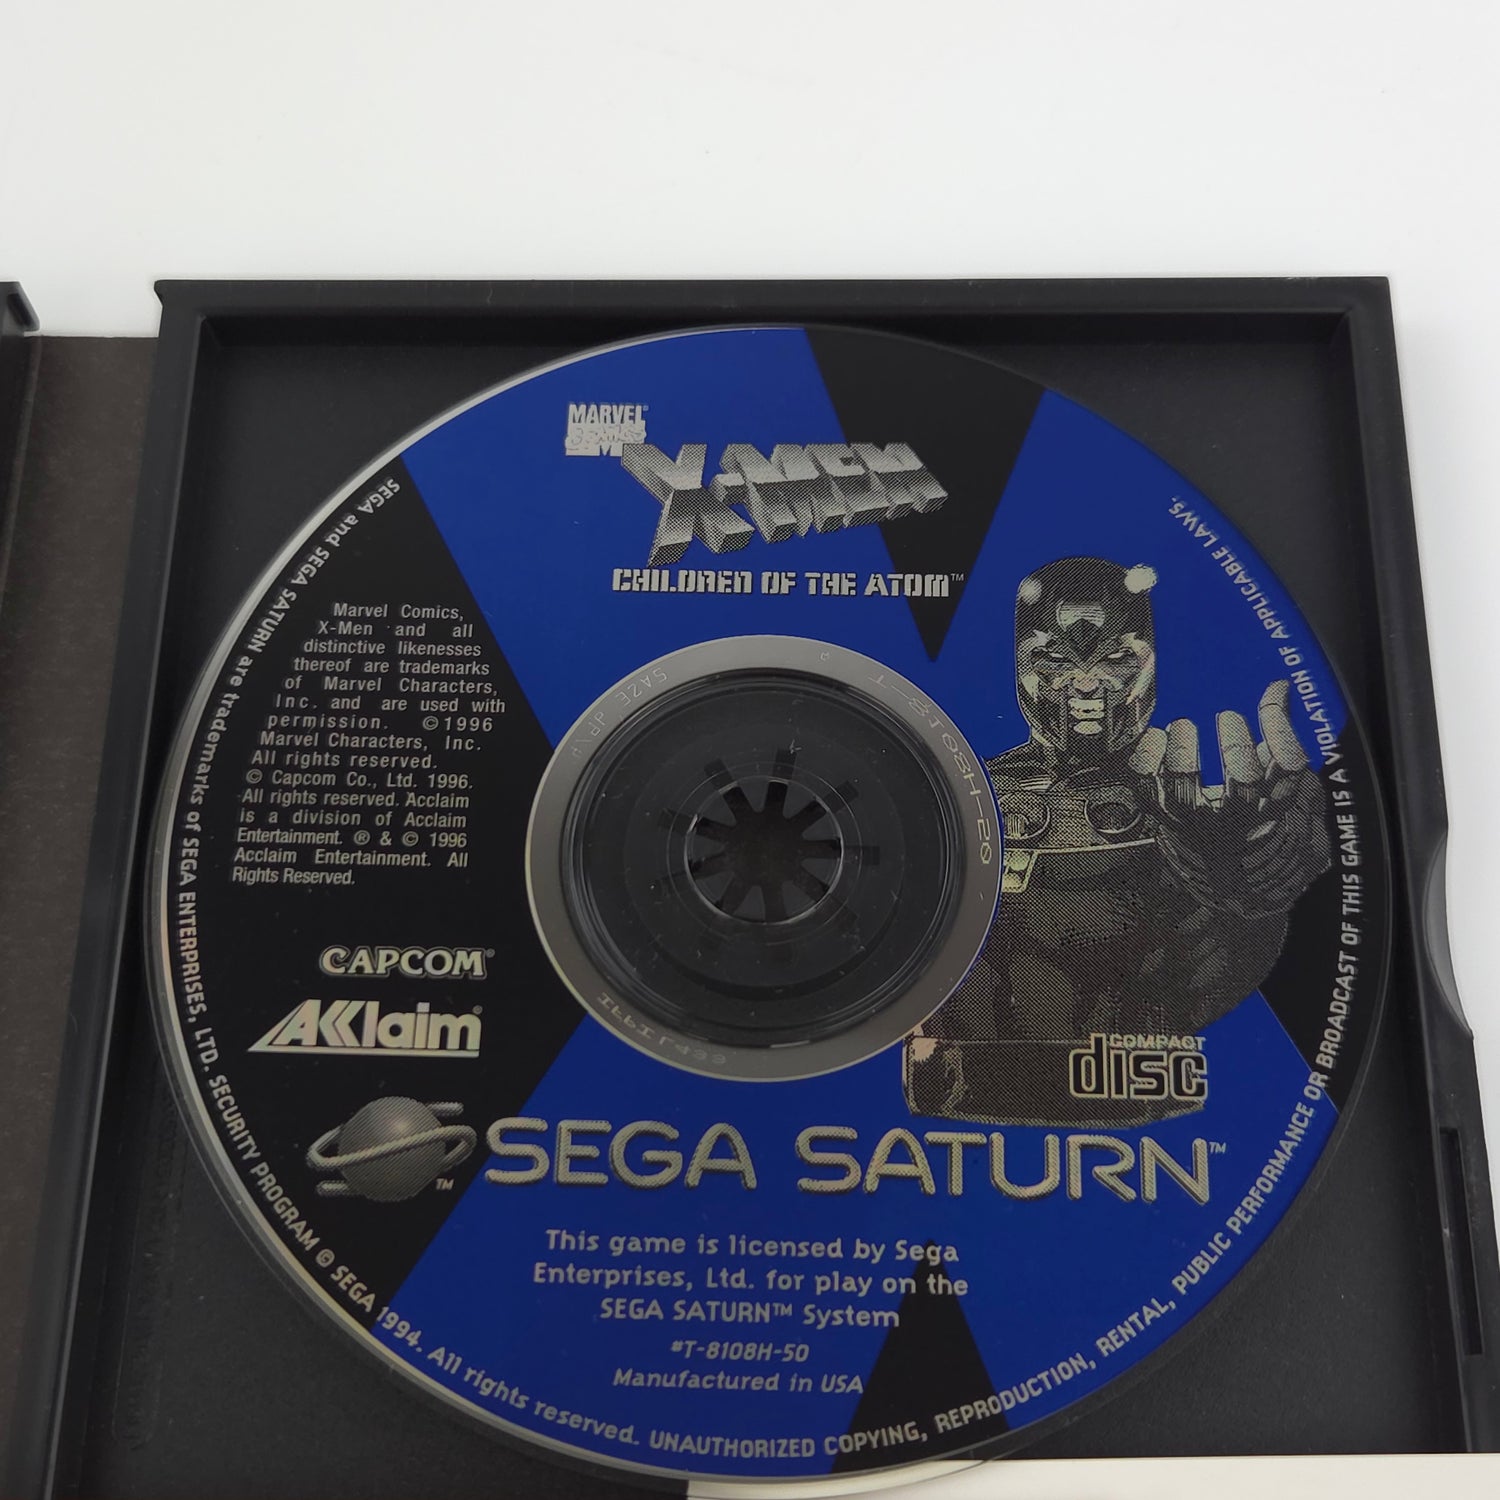 MARVEL®
COMICS
X-MEN
CHILDREN OF THE ATOM™
Marvel Comics,
X-Men and all
distinctive likenesses
thereof are trademarks
of Marvel Characters,
Inc. and are used with
permission. © 1996
Marvel Characters, Inc.
All rights reserved.
© Capcom Co., Ltd. 1996.
All rights reserved. Acclaim
is a division of Acclaim
Entertainment. ® & © 1996
Acclaim Entertainment. All
Rights Reserved.
CAPCOM®
AKKlaim®
COMPACT
disc
™
SEGA SATURN™
This game is licensed by Sega
Enterprises, Ltd. for play on the
SEGA SATURN™ System
#T-8108H-50
Manufactured in USA
SEGA and SEGA SATURN are trademarks of SEGA ENTERPRISES, LTD. SECURITY PROGRAM © SEGA 1994. All rights reserved. UNAUTHORIZED COPYING, REPRODUCTION, RENTAL, PUBLIC PERFORMANCE OR BROADCAST OF THIS GAME IS A VIOLATION OF APPLICABLE LAWS.